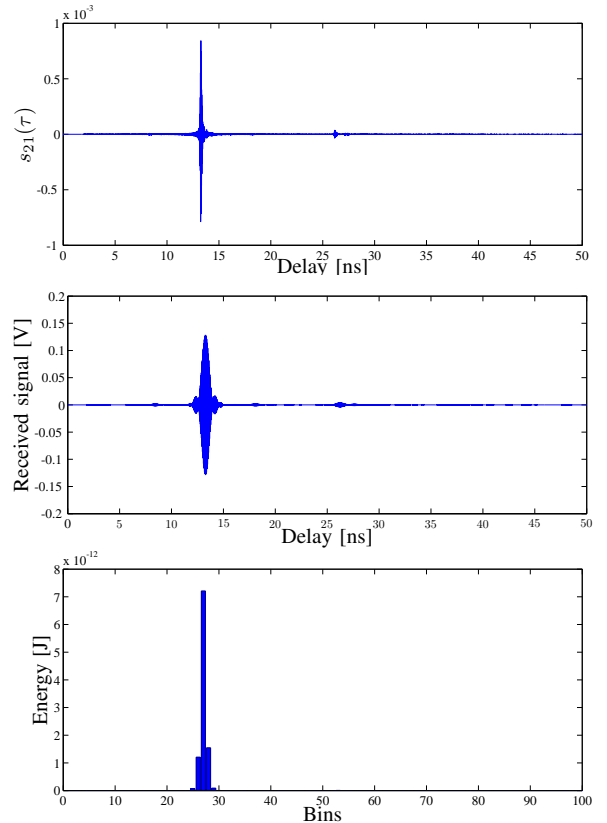 x 10-3
1
0.5
0
-0.5
-1
s21(τ)
0 5 10 15 20 25 30 35 40 45 50
Delay [ns]
0.2
0.15
0.1
0.05
0
-0.05
-0.1
-0.15
-0.2
Received signal [V]
0 5 10 15 20 25 30 35 40 45 50
Delay [ns]
x 10-12
8
7
6
5
4
3
2
1
0
Energy [J]
0 10 20 30 40 50 60 70 80 90 100
Bins